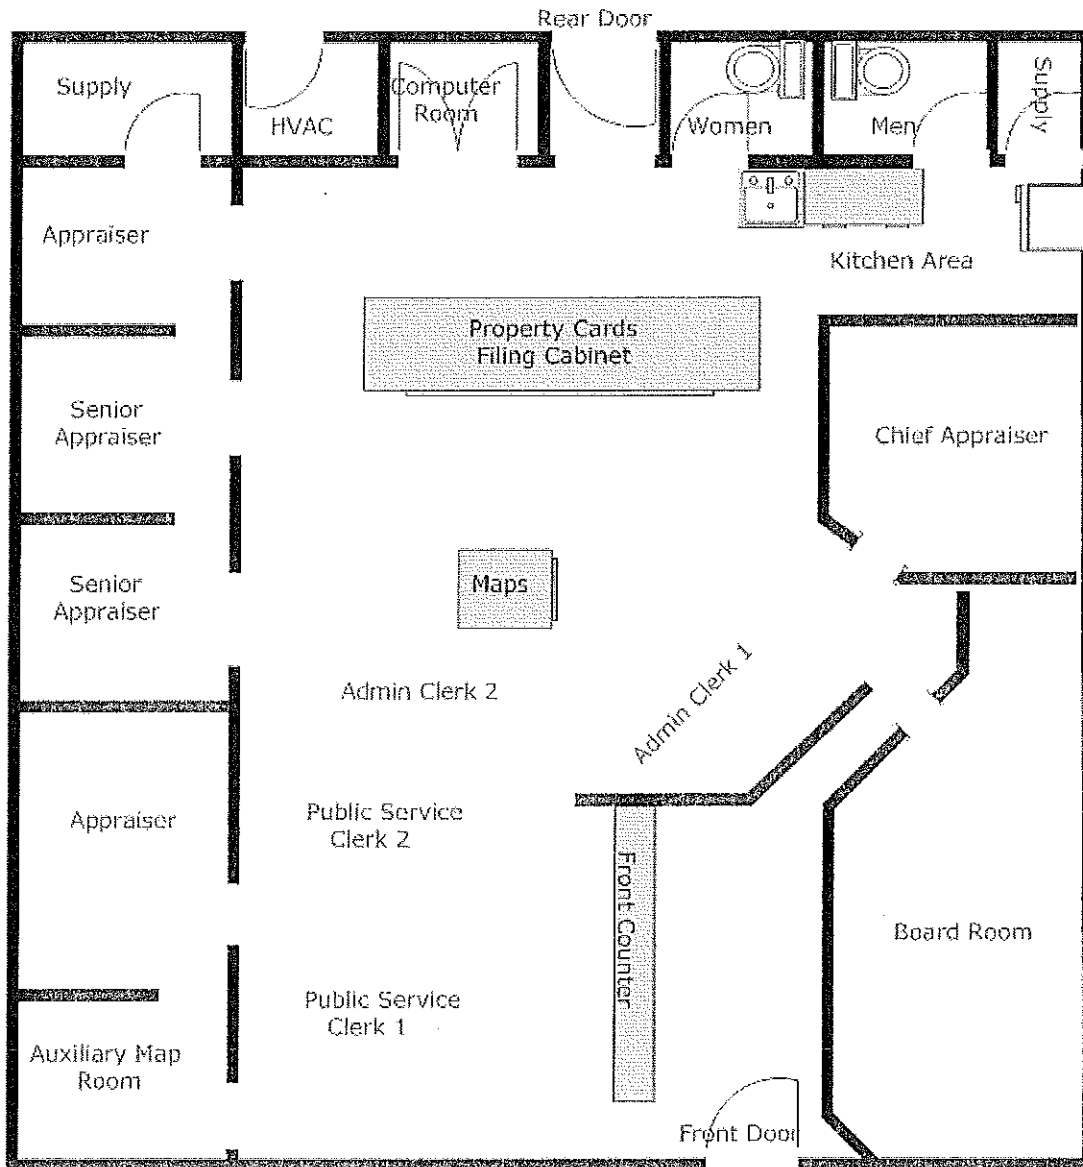 Rear Door
Supply
HVAC
Computer
Room
Women
Men
Supply
Appraiser
Kitchen Area
Property Cards
Filing Cabinet
Senior
Appraiser
Chief Appraiser
Senior
Appraiser
Maps
Admin Clerk 2
Admin Clerk 1
Appraiser
Public Service
Clerk 2
Front Counter
Board Room
Public Service
Clerk 1
Auxiliary Map
Room
Front Door